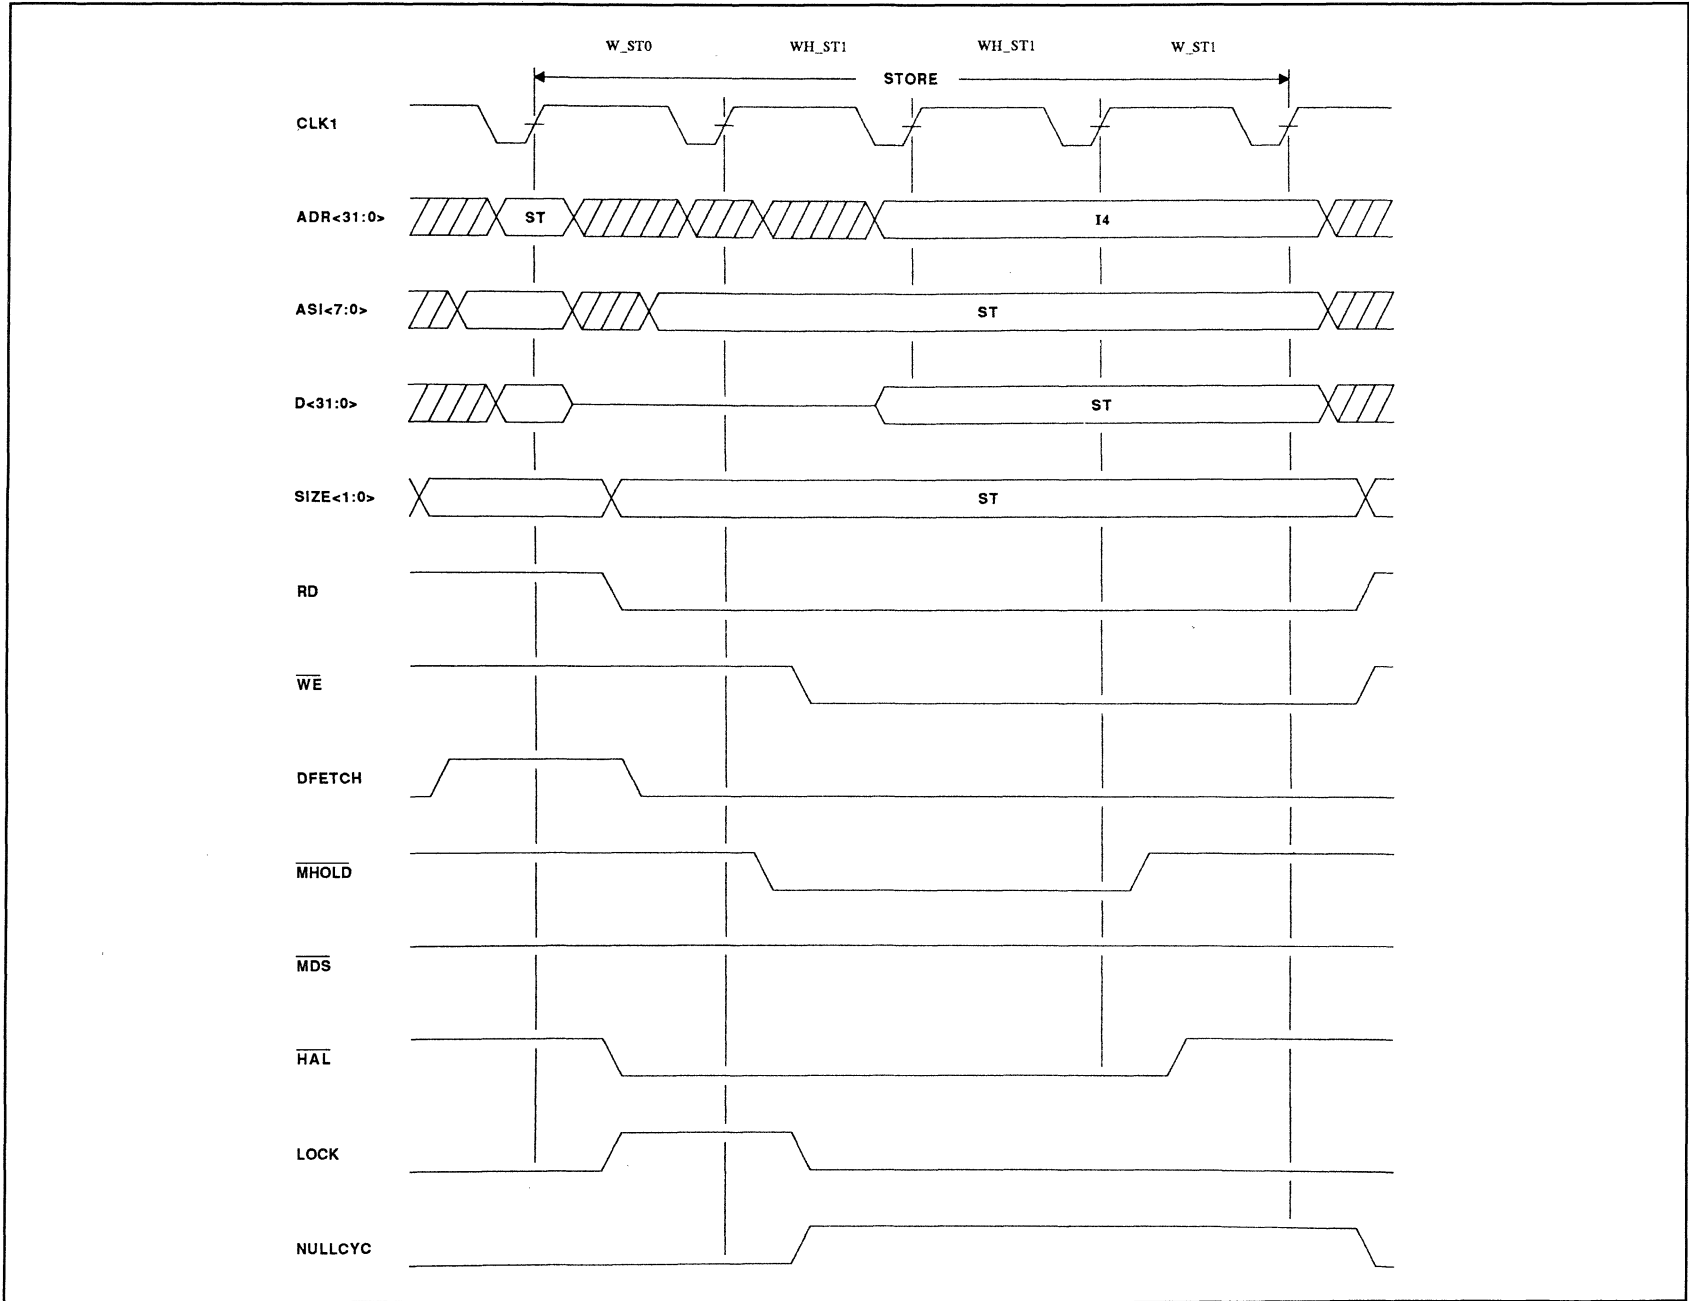 W_ST0 WH_ST1 WH_ST1 W_ST1
STORE
CLK1
ADR<31:0> ST I4
ASI<7:0> ST
D<31:0> ST
SIZE<1:0> ST
RD
WE
DFETCH
MHOLD
MDS
HAL
LOCK
NULLCYC